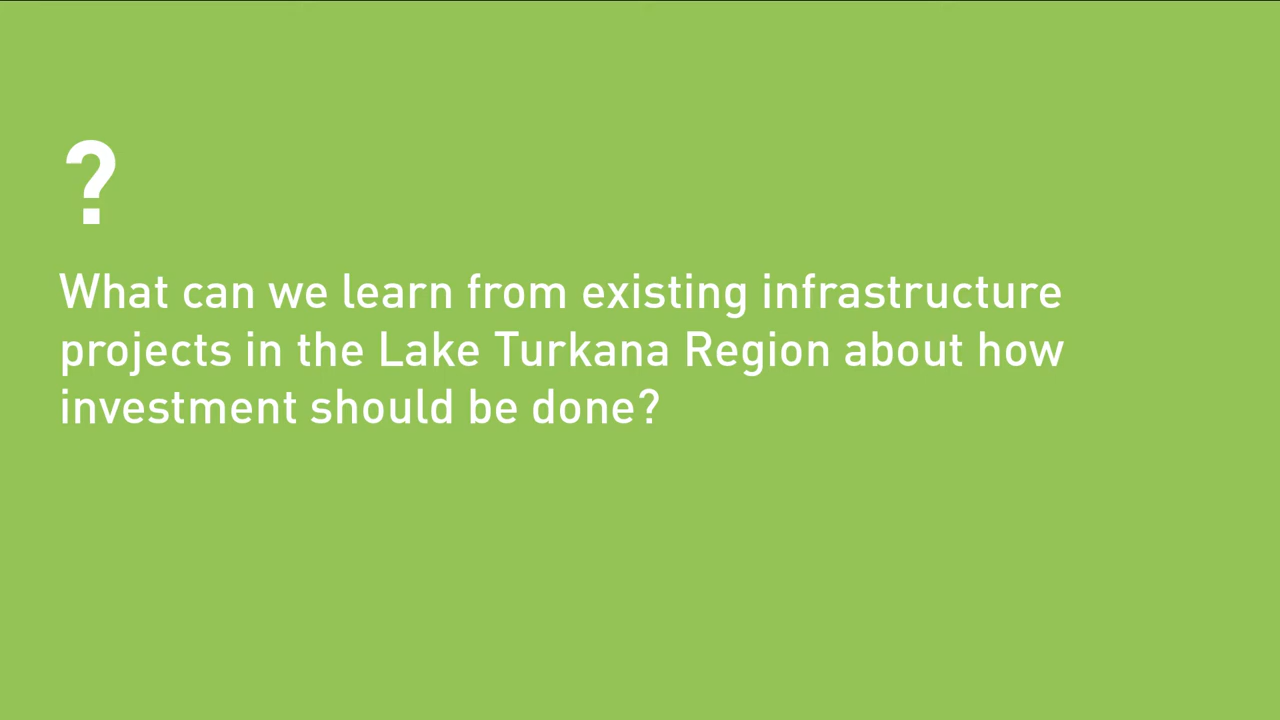 ?
What can we learn from existing infrastructure
projects in the Lake Turkana Region about how
investment should be done?